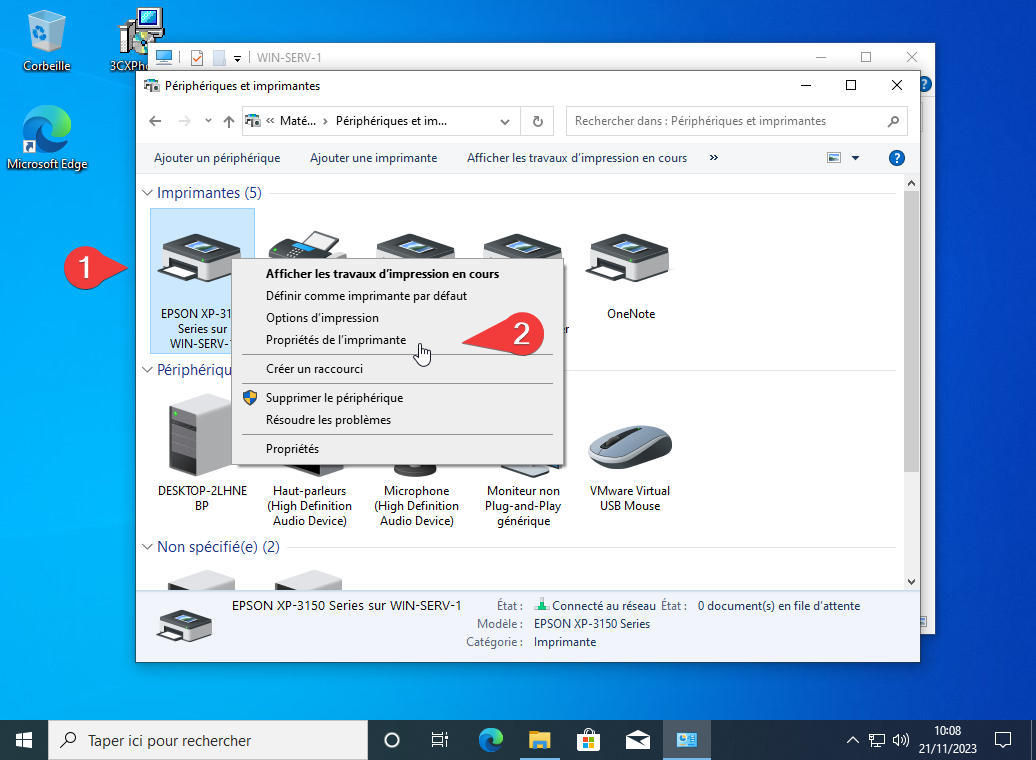 Corbeille
3CXPho
Microsoft Edge
WIN-SERV-1
Périphériques et imprimantes
« Maté... › Périphériques et im...
Rechercher dans : Périphériques et imprimantes
Ajouter un périphérique
Ajouter une imprimante
Afficher les travaux d'impression en cours
»
Imprimantes (5)
1
EPSON XP-31
Series sur
WIN-SERV-
OneNote
Afficher les travaux d'impression en cours
Définir comme imprimante par défaut
Options d'impression
Propriétés de l'imprimante
2
Créer un raccourci
Supprimer le périphérique
Résoudre les problèmes
Propriétés
Périphériqu
DESKTOP-2LHNE
BP
Haut-parleurs
(High Definition
Audio Device)
Microphone
(High Definition
Audio Device)
Moniteur non
Plug-and-Play
générique
VMware Virtual
USB Mouse
Non spécifié(e) (2)
EPSON XP-3150 Series sur WIN-SERV-1
État : Connecté au réseau
État : 0 document(s) en file d'attente
Modèle : EPSON XP-3150 Series
Catégorie : Imprimante
Taper ici pour rechercher
10:08
21/11/2023